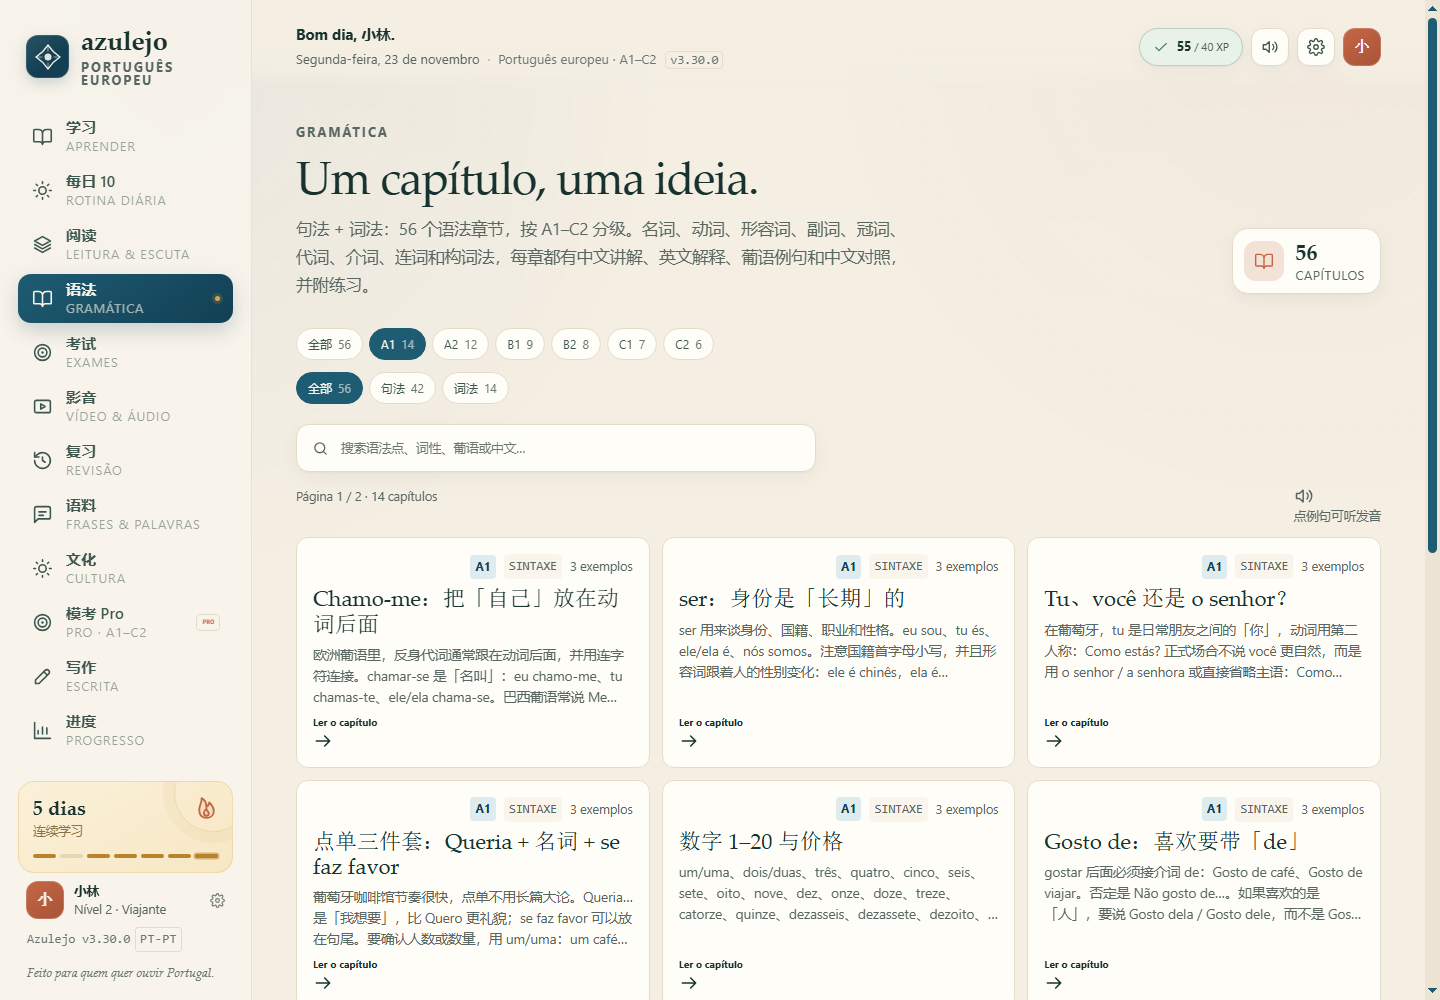 azulejo
PORTUGUÊS
EUROPEU
学习
APRENDER
每日 10
ROTINA DIÁRIA
阅读
LEITURA & ESCUTA
语法
GRAMÁTICA
考试
EXAMES
影音
VÍDEO & ÁUDIO
复习
REVISÃO
语料
FRASES & PALAVRAS
文化
CULTURA
模考 Pro
PRO · A1–C2
PRO
写作
ESCRITA
进度
PROGRESSO
5 dias
连续学习
小
小林
Nível 2 · Viajante
Azulejo v3.30.0 PT-PT
Feito para quem quer ouvir Portugal.
Bom dia, 小林.
Segunda-feira, 23 de novembro · Português europeu · A1–C2 v3.30.0
55 / 40 XP
小
GRAMÁTICA
Um capítulo, uma ideia.
句法 + 词法：56 个语法章节，按 A1–C2 分级。名词、动词、形容词、副词、冠词、
代词、介词、连词和构词法，每章都有中文讲解、英文解释、葡语例句和中文对照，
并附练习。
56
CAPÍTULOS
全部 56 A1 14 A2 12 B1 9 B2 8 C1 7 C2 6
全部 56 句法 42 词法 14
搜索语法点、词性、葡语或中文...
Página 1 / 2 · 14 capítulos
点例句可听发音
A1 SINTAXE 3 exemplos
Chamo-me：把「自己」放在动
词后面
欧洲葡语里，反身代词通常跟在动词后面，并用连字
符连接。chamar-se 是「名叫」：eu chamo-me、tu
chamas-te、ele/ela chama-se。巴西葡语常说 Me...
Ler o capítulo
A1 SINTAXE 3 exemplos
ser：身份是「长期」的
ser 用来谈身份、国籍、职业和性格。eu sou、tu és、
ele/ela é、nós somos。注意国籍首字母小写，并且形
容词跟着人的性别变化：ele é chinês，ela é...
Ler o capítulo
A1 SINTAXE 3 exemplos
Tu、você 还是 o senhor？
在葡萄牙，tu 是日常朋友之间的「你」，动词用第二
人称：Como estás? 正式场合不说 você 更自然，而是
用 o senhor / a senhora 或直接省略主语：Como...
Ler o capítulo
A1 SINTAXE 3 exemplos
点单三件套：Queria + 名词 + se
faz favor
葡萄牙咖啡馆节奏很快，点单不用长篇大论。Queria...
是「我想要」，比 Quero 更礼貌；se faz favor 可以放
在句尾。要确认人数或数量，用 um/uma：um café...
Ler o capítulo
A1 SINTAXE 3 exemplos
数字 1–20 与价格
um/uma、dois/duas、três、quatro、cinco、seis、
sete、oito、nove、dez、onze、doze、treze、
catorze、quinze、dezasseis、dezassete、dezoito、...
Ler o capítulo
A1 SINTAXE 3 exemplos
Gosto de：喜欢要带「de」
gostar 后面必须接介词 de：Gosto de café、Gosto de
viajar。否定是 Não gosto de...。如果喜欢的是
「人」，要说 Gosto dela / Gosto dele，而不是 Gos...
Ler o capítulo